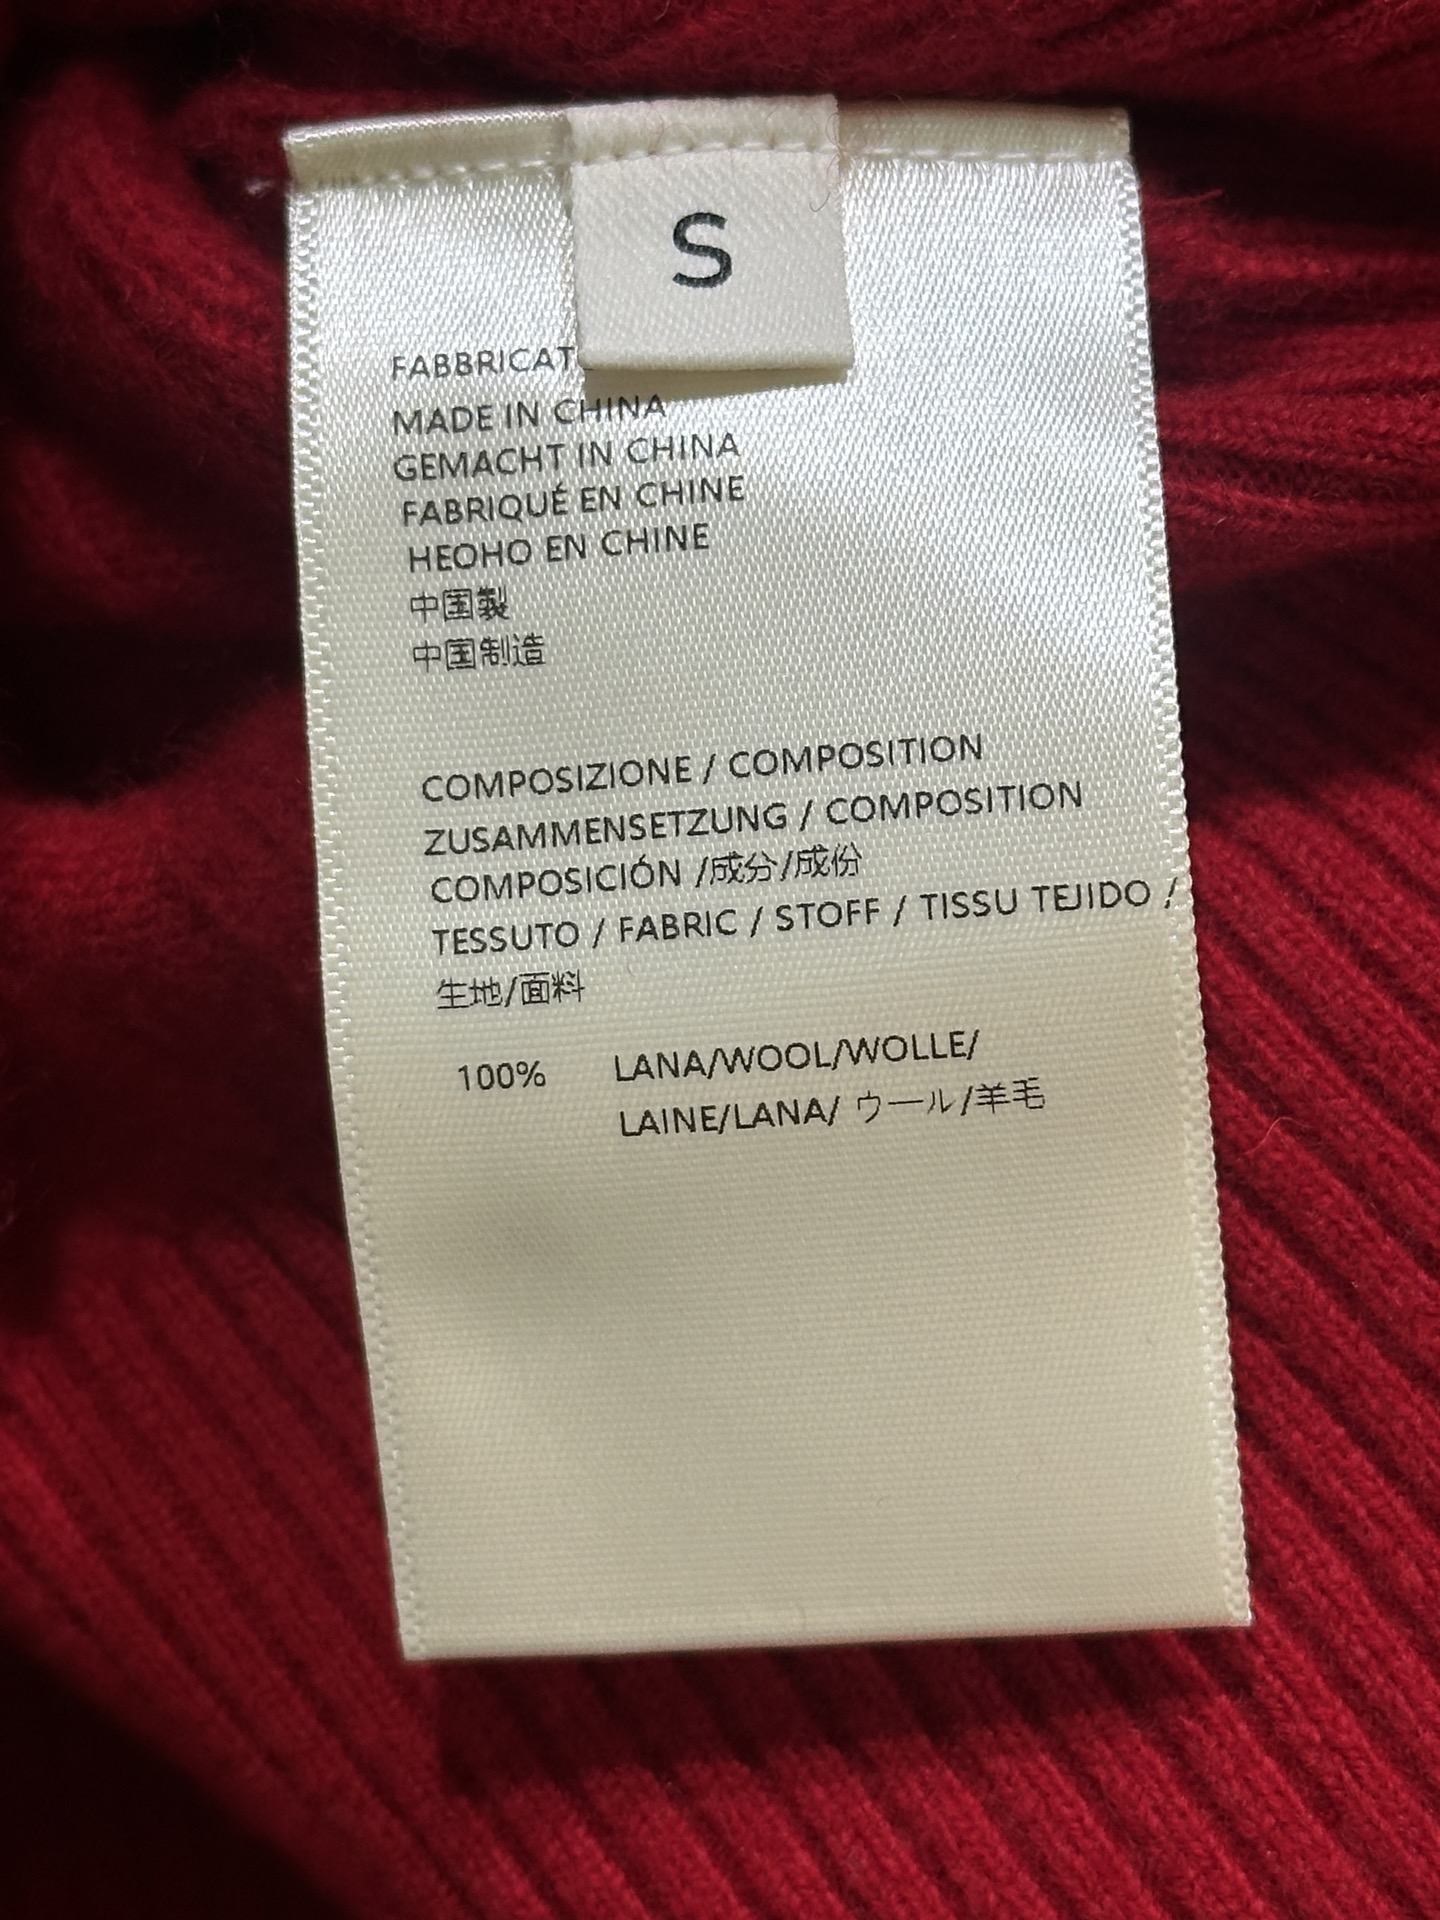 S
FABBRICAT
MADE IN CHINA
GEMACHT IN CHINA
FABRIQUÉ EN CHINE
HEOHO EN CHINE
中国製
中国制造
COMPOSIZIONE / COMPOSITION
ZUSAMMENSETZUNG / COMPOSITION
COMPOSICIÓN /成分/成份
TESSUTO / FABRIC / STOFF / TISSU TEJIDO /
生地/面料
100% LANA/WOOL/WOLLE/
LAINE/LANA/ ウール/羊毛